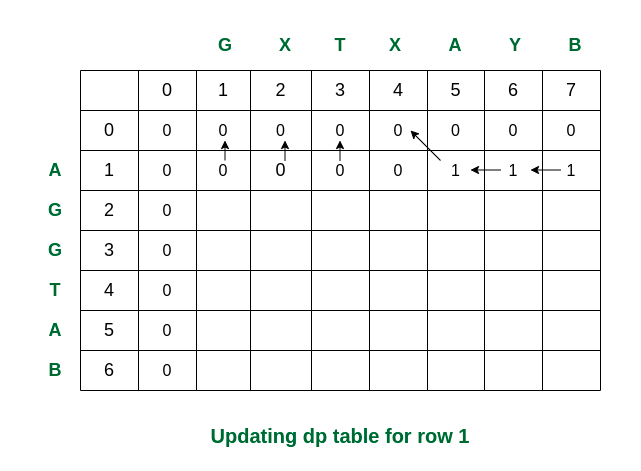 G X T X A Y B
0 1 2 3 4 5 6 7
0 0 0 0 0 0 0 0 0
A 1 0 0 0 0 0 1 1 1
G 2 0
G 3 0
T 4 0
A 5 0
B 6 0
Updating dp table for row 1